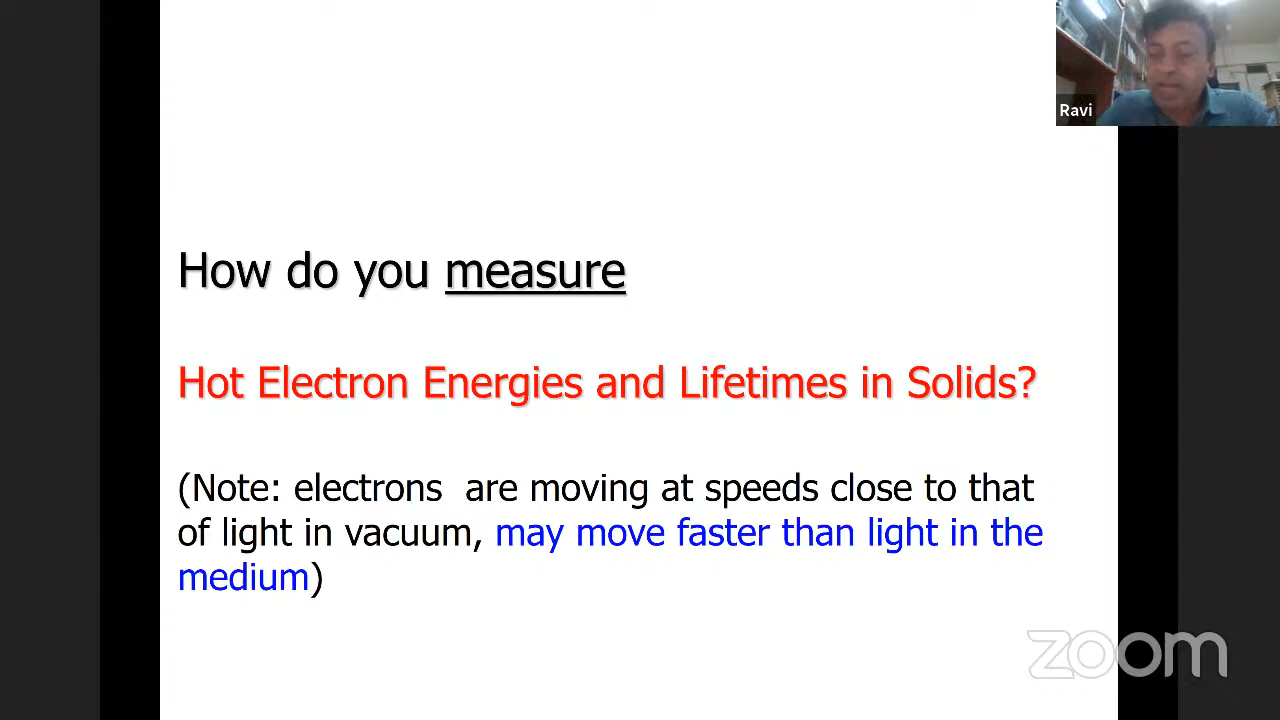 Ravi
How do you measure
Hot Electron Energies and Lifetimes in Solids?
(Note: electrons are moving at speeds close to that
of light in vacuum, may move faster than light in the
medium)
zoom